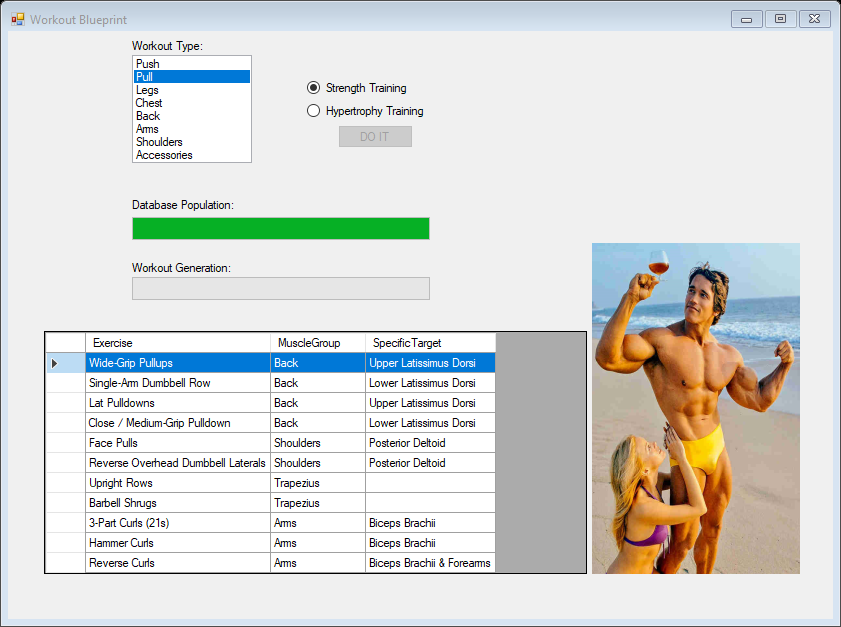 Workout Blueprint
Workout Type:
Push
Pull
Legs
Chest
Back
Arms
Shoulders
Accessories
Strength Training
Hypertrophy Training
DO IT
Database Population:
Workout Generation:
Exercise MuscleGroup SpecificTarget
Wide-Grip Pullups Back Upper Latissimus Dorsi
Single-Arm Dumbbell Row Back Lower Latissimus Dorsi
Lat Pulldowns Back Upper Latissimus Dorsi
Close / Medium-Grip Pulldown Back Lower Latissimus Dorsi
Face Pulls Shoulders Posterior Deltoid
Reverse Overhead Dumbbell Laterals Shoulders Posterior Deltoid
Upright Rows Trapezius
Barbell Shrugs Trapezius
3-Part Curls (21s) Arms Biceps Brachii
Hammer Curls Arms Biceps Brachii
Reverse Curls Arms Biceps Brachii & Forearms